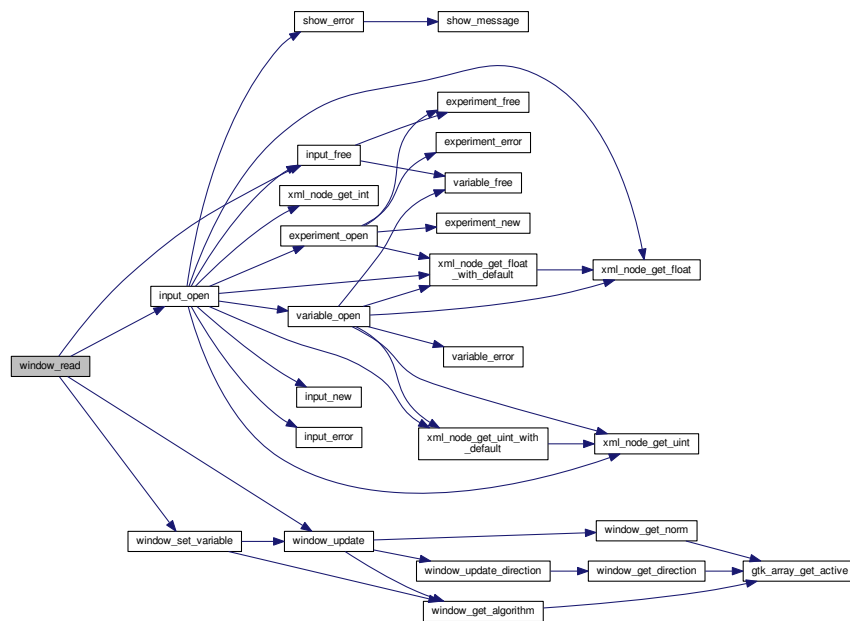 show_error
show_message
experiment_free
experiment_error
input_free
variable_free
xml_node_get_int
experiment_new
experiment_open
xml_node_get_float
_with_default
xml_node_get_float
input_open
variable_open
variable_error
window_read
input_new
input_error
xml_node_get_uint_with
_default
xml_node_get_uint
window_get_norm
window_set_variable
window_update
window_update_direction
window_get_direction
gtk_array_get_active
window_get_algorithm